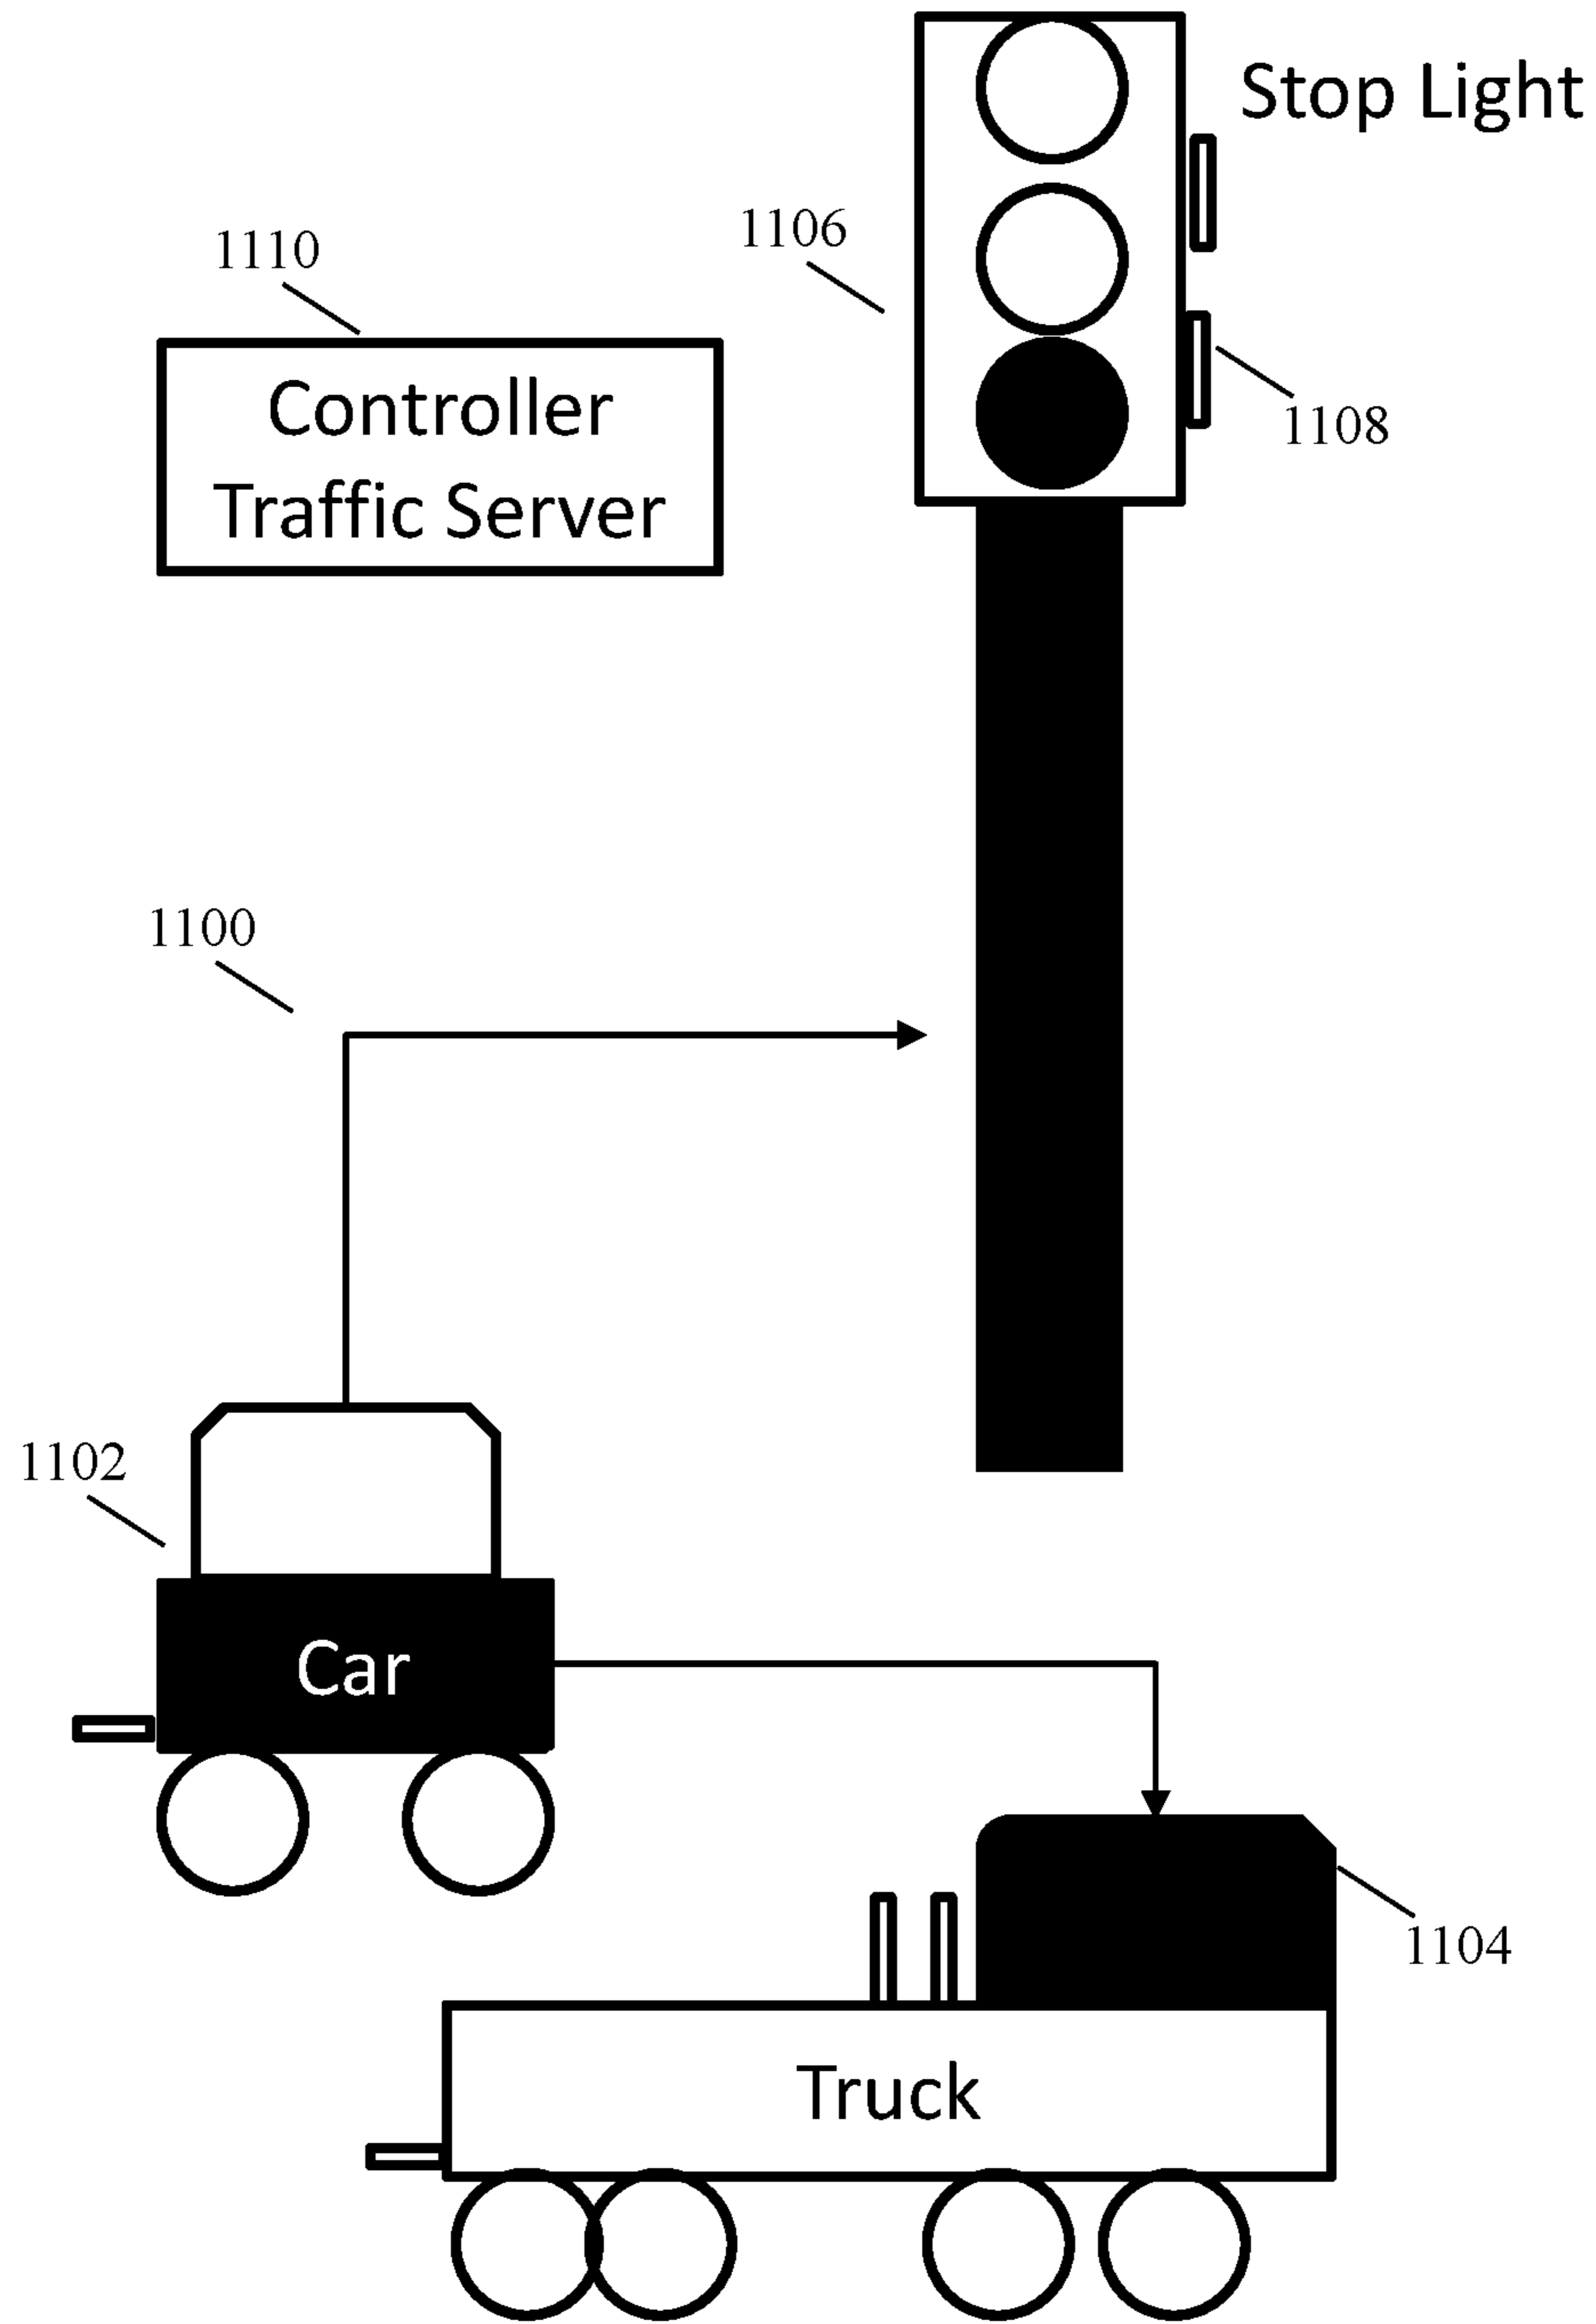 Stop Light
1106
1110
Controller
Traffic Server
1108
1100
1102
Car
1104
Truck